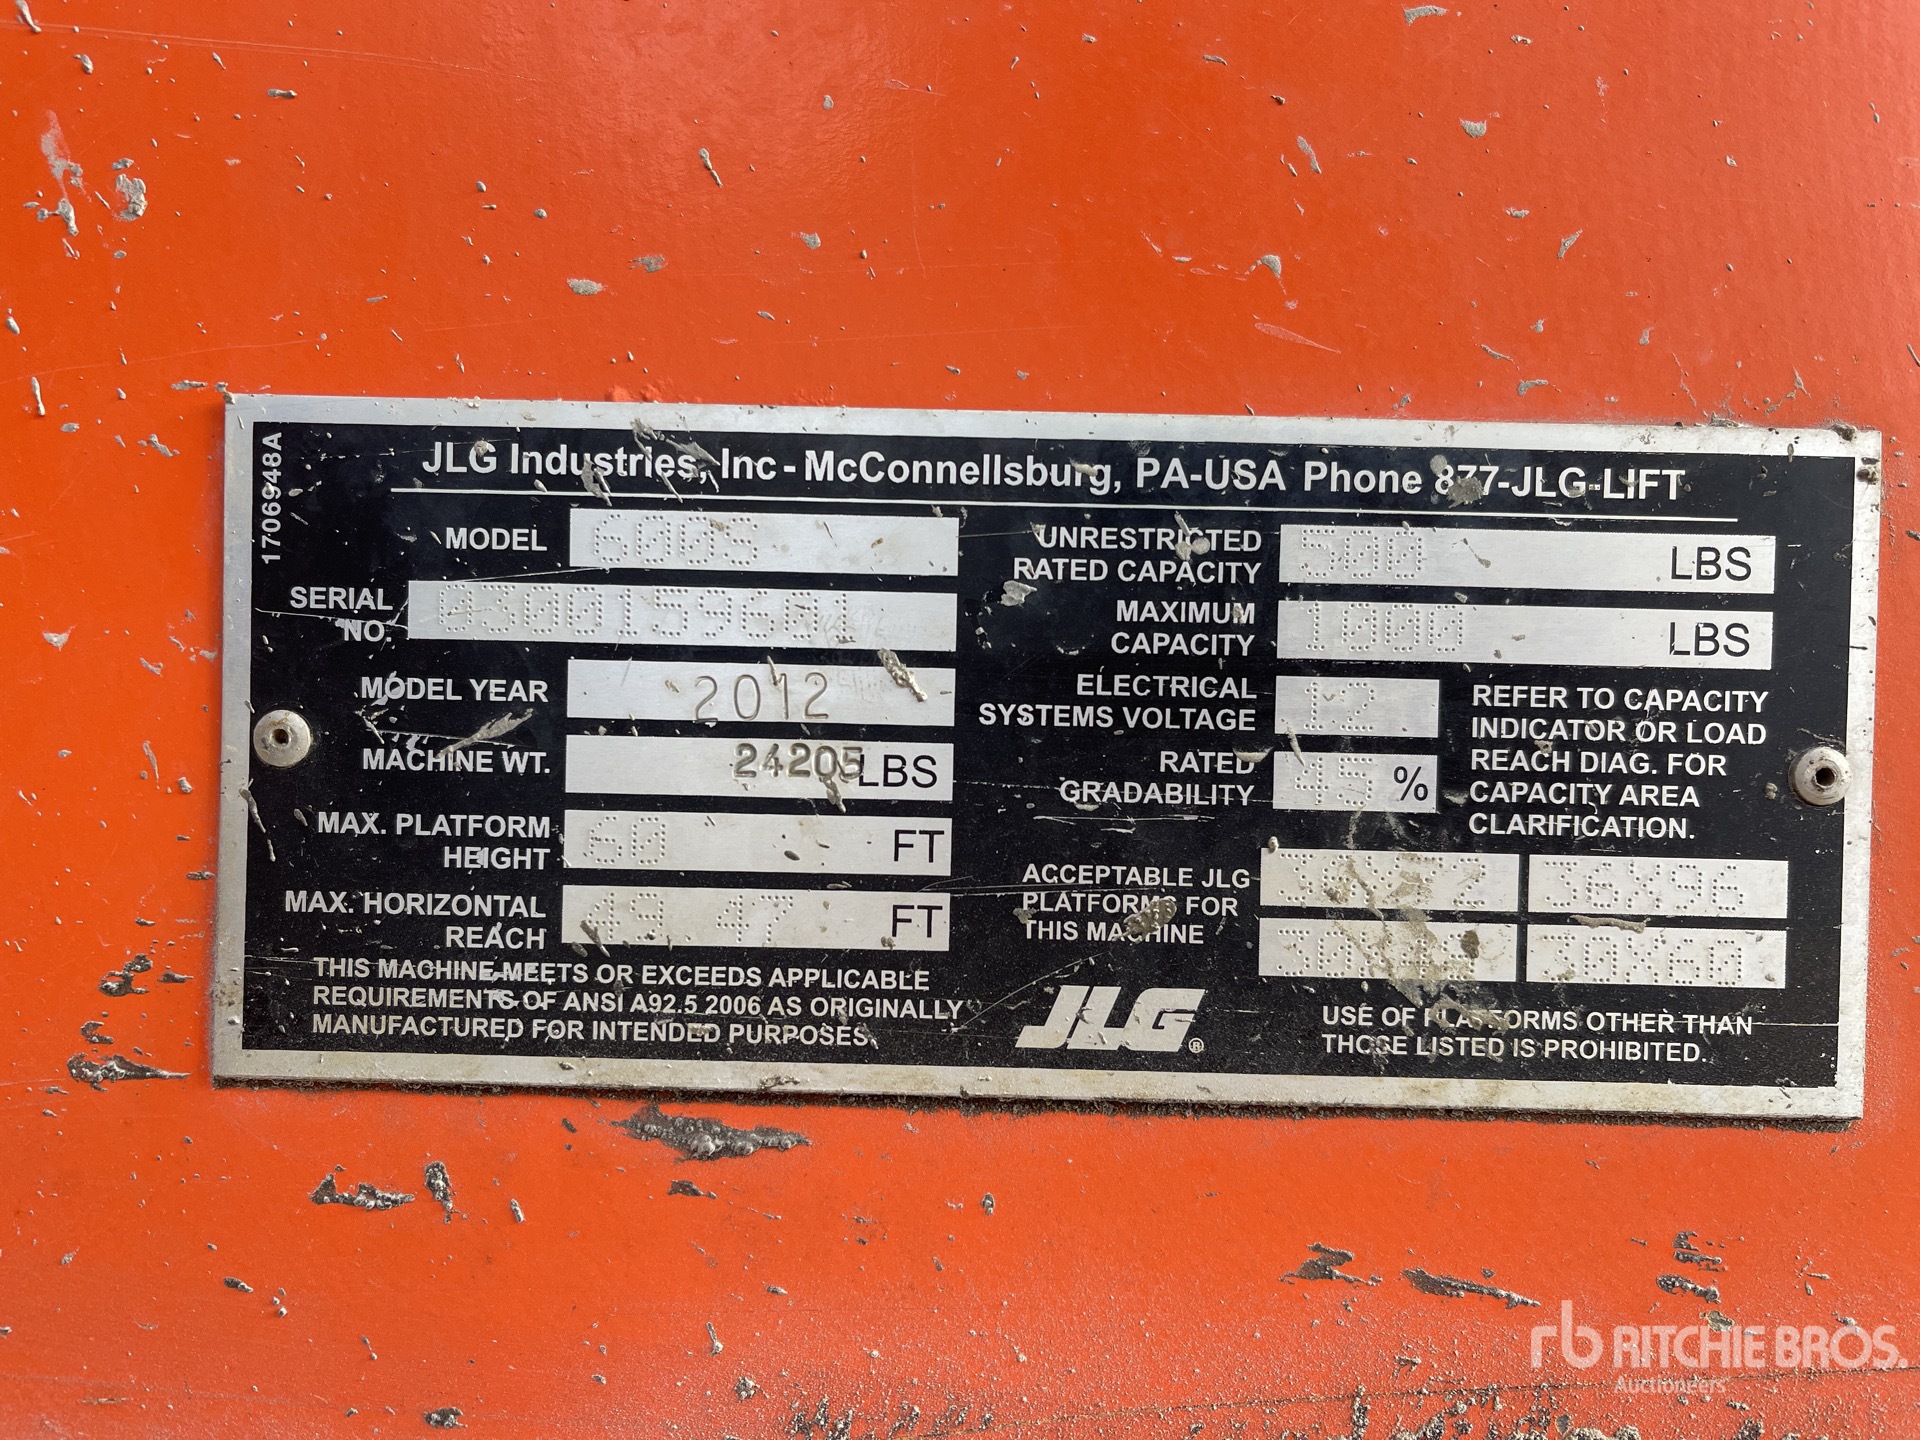 17069448A
JLG Industries, Inc - McConnellsburg, PA-USA Phone 877-JLG-LIFT
MODEL 600S
SERIAL NO. 0300159601
MODEL YEAR 2012
MACHINE WT. 24205 LBS
MAX. PLATFORM HEIGHT 60 FT
MAX. HORIZONTAL REACH 49 47 FT
THIS MACHINE MEETS OR EXCEEDS APPLICABLE
REQUIREMENTS OF ANSI A92.5 2006 AS ORIGINALLY
MANUFACTURED FOR INTENDED PURPOSES.
UNRESTRICTED RATED CAPACITY 500 LBS
MAXIMUM CAPACITY 1000 LBS
ELECTRICAL SYSTEMS VOLTAGE 12
RATED GRADABILITY 45 %
REFER TO CAPACITY
INDICATOR OR LOAD
REACH DIAG. FOR
CAPACITY AREA
CLARIFICATION.
ACCEPTABLE JLG
PLATFORMS FOR
THIS MACHINE
36X72 36X96
30X48 30X60
JLG®
USE OF PLATFORMS OTHER THAN
THOSE LISTED IS PROHIBITED.
rb RITCHIE BROS.
Auctioneers